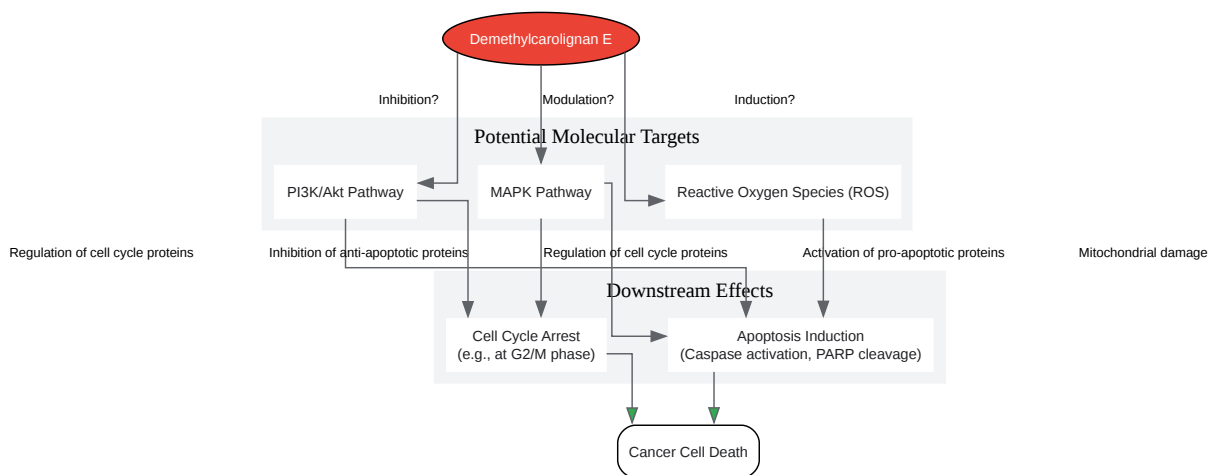 Demethylcarolignan E
Inhibition?
Modulation?
Induction?
Potential Molecular Targets
PI3K/Akt Pathway
MAPK Pathway
Reactive Oxygen Species (ROS)
Regulation of cell cycle proteins
Inhibition of anti-apoptotic proteins
Regulation of cell cycle proteins
Activation of pro-apoptotic proteins
Mitochondrial damage
Downstream Effects
Cell Cycle Arrest
(e.g., at G2/M phase)
Apoptosis Induction
(Caspase activation, PARP cleavage)
Cancer Cell Death